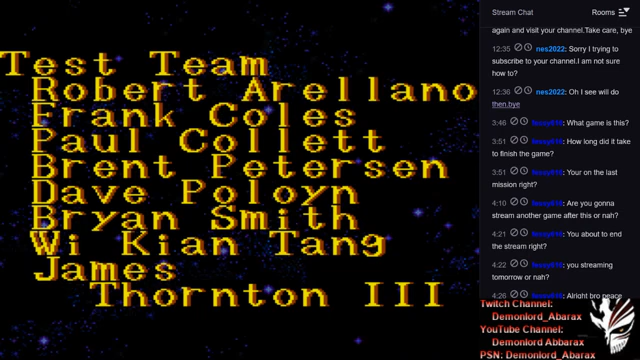 Test Team
Robert Arellano
Frank Coles
Paul Collett
Brent Petersen
Dave Poloyn
Bryan Smith
Wi Kian Tang
James
Thornton III
Stream Chat
Rooms
again and visit your channel.Take care, bye
12:35 nes2022: Sorry I trying to
subscribe to your channel.I am not sure
how to?
12:36 nes2022: Oh I see will do
then.bye
3:46 : What game is this?
3:51 : How long did it take
to finish the game?
3:51 : Your on the last
mission right?
4:10 : Are you gonna
stream another game after this or nah?
4:21 : You about to end
the stream right?
4:22 : you streaming
tomorrow or nah?
4:26 : Alright bro peace
Twitch Channel:
Demonlord_Abarax
YouTube Channel:
Demonlord Abbarax
PSN: Demonlord_Abarax